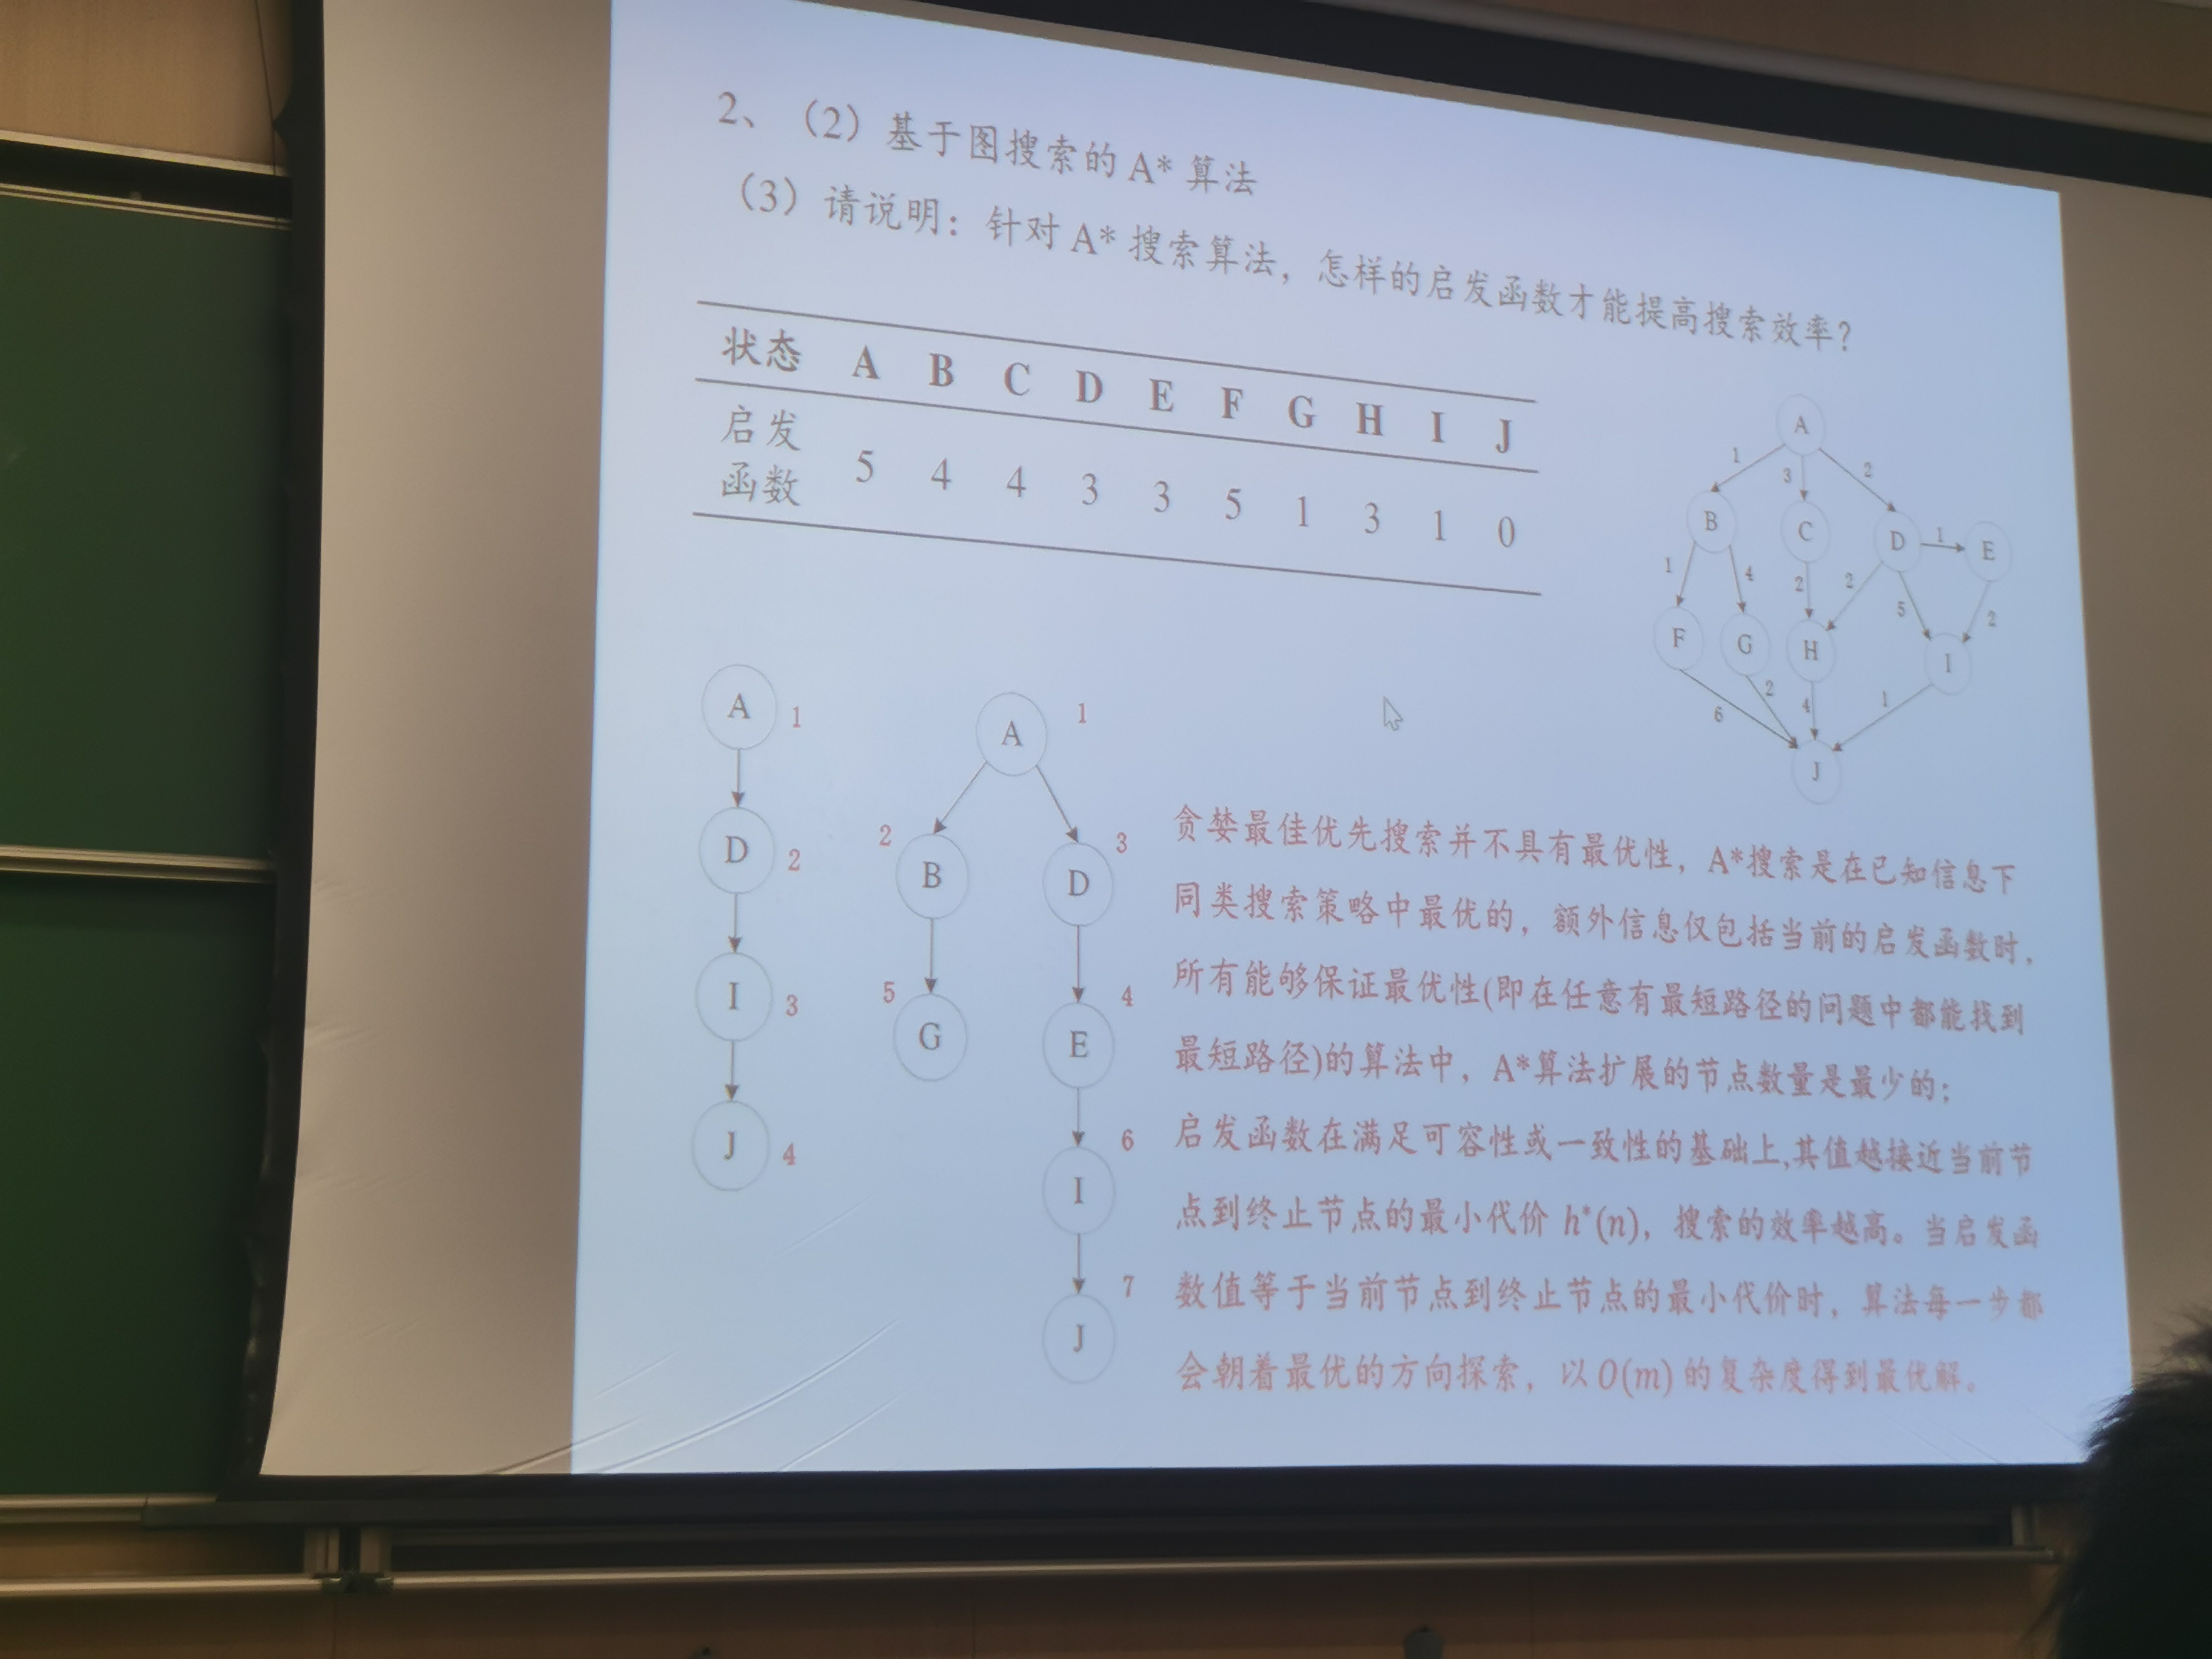 2、（2）基于图搜索的 A* 算法
（3）请说明：针对 A* 搜索算法，怎样的启发函数才能提高搜索效率？
状态 A B C D E F G H I J
启发
函数 5 4 4 3 3 5 1 3 1 0
A
1 3 2
B C D 1 E
1 4 2 2 5 2
F G H I
6 2 4 1
J
A 1
D 2
I 3
J 4
A 1
2 B D 3
5 G E 4
I 6
J 7
贪婪最佳优先搜索并不具有最优性，A*搜索是在已知信息下
同类搜索策略中最优的，额外信息仅包括当前的启发函数时，
所有能够保证最优性(即在任意有最短路径的问题中都能找到
最短路径)的算法中，A*算法扩展的节点数量是最少的；
启发函数在满足可容性或一致性的基础上,其值越接近当前节
点到终止节点的最小代价 h*(n)，搜索的效率越高。当启发函
数值等于当前节点到终止节点的最小代价时，算法每一步都
会朝着最优的方向探索，以 O(m) 的复杂度得到最优解。